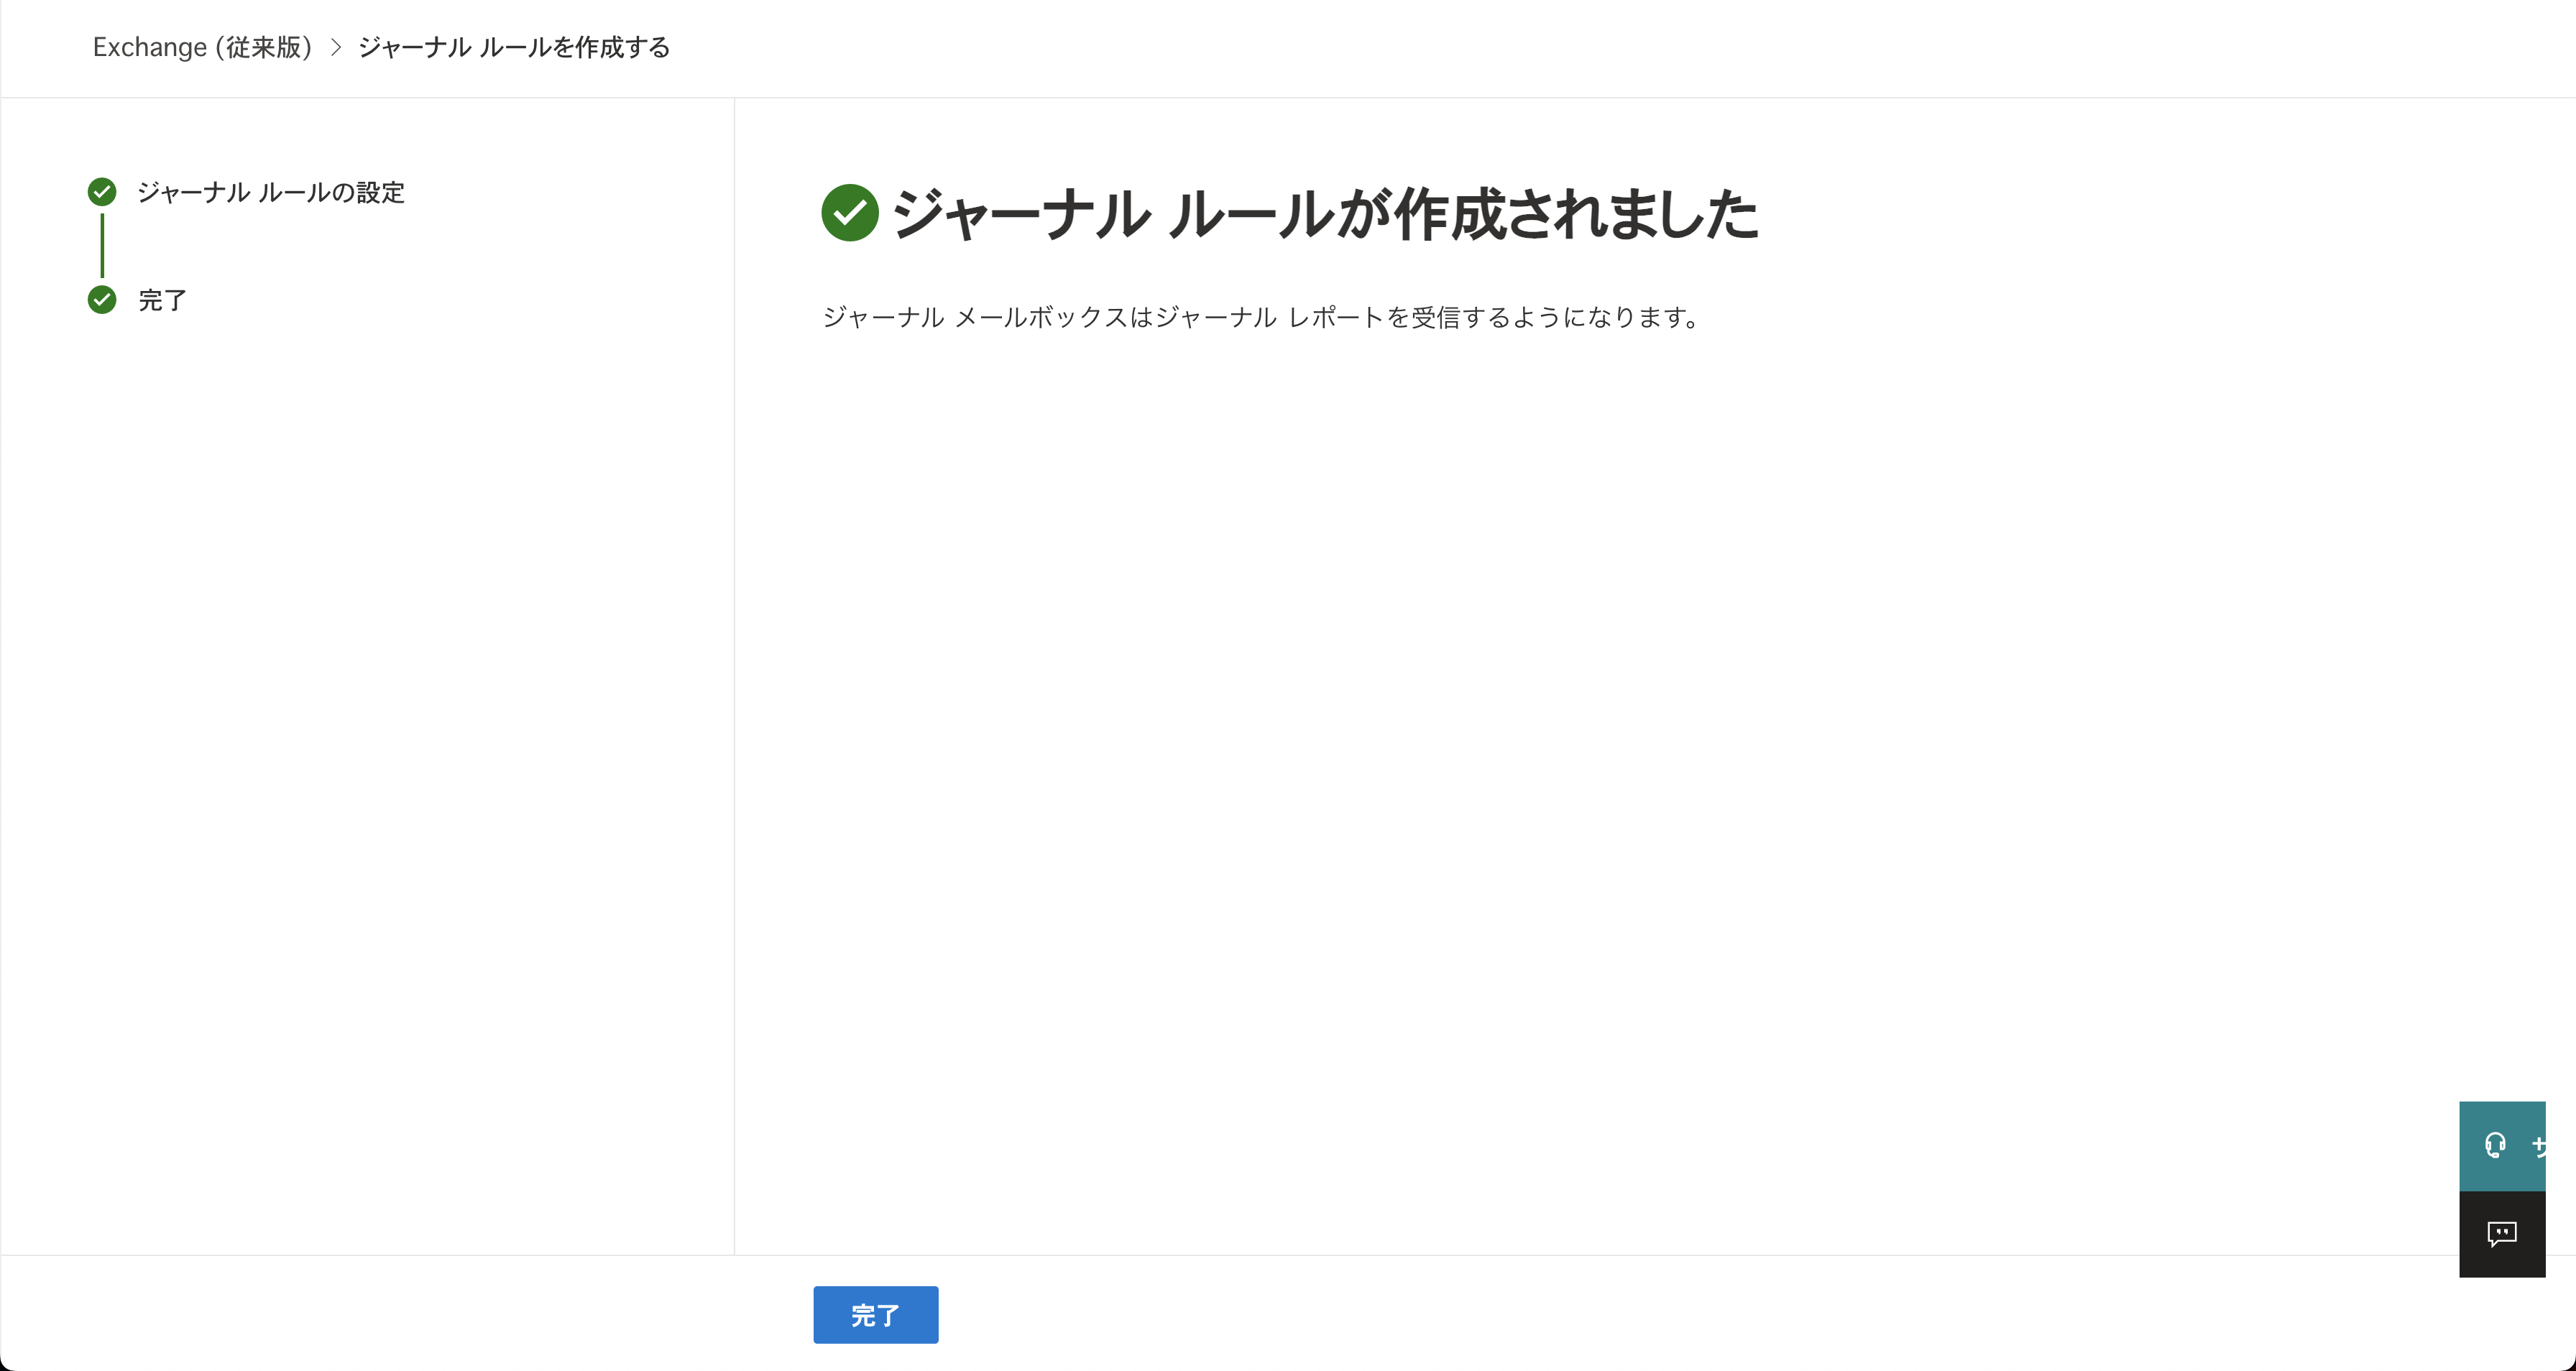 Exchange (従来版) > ジャーナル ルールを作成する
ジャーナル ルールの設定
完了
ジャーナル ルールが作成されました
ジャーナル メールボックスはジャーナル レポートを受信するようになります。
サ
完了